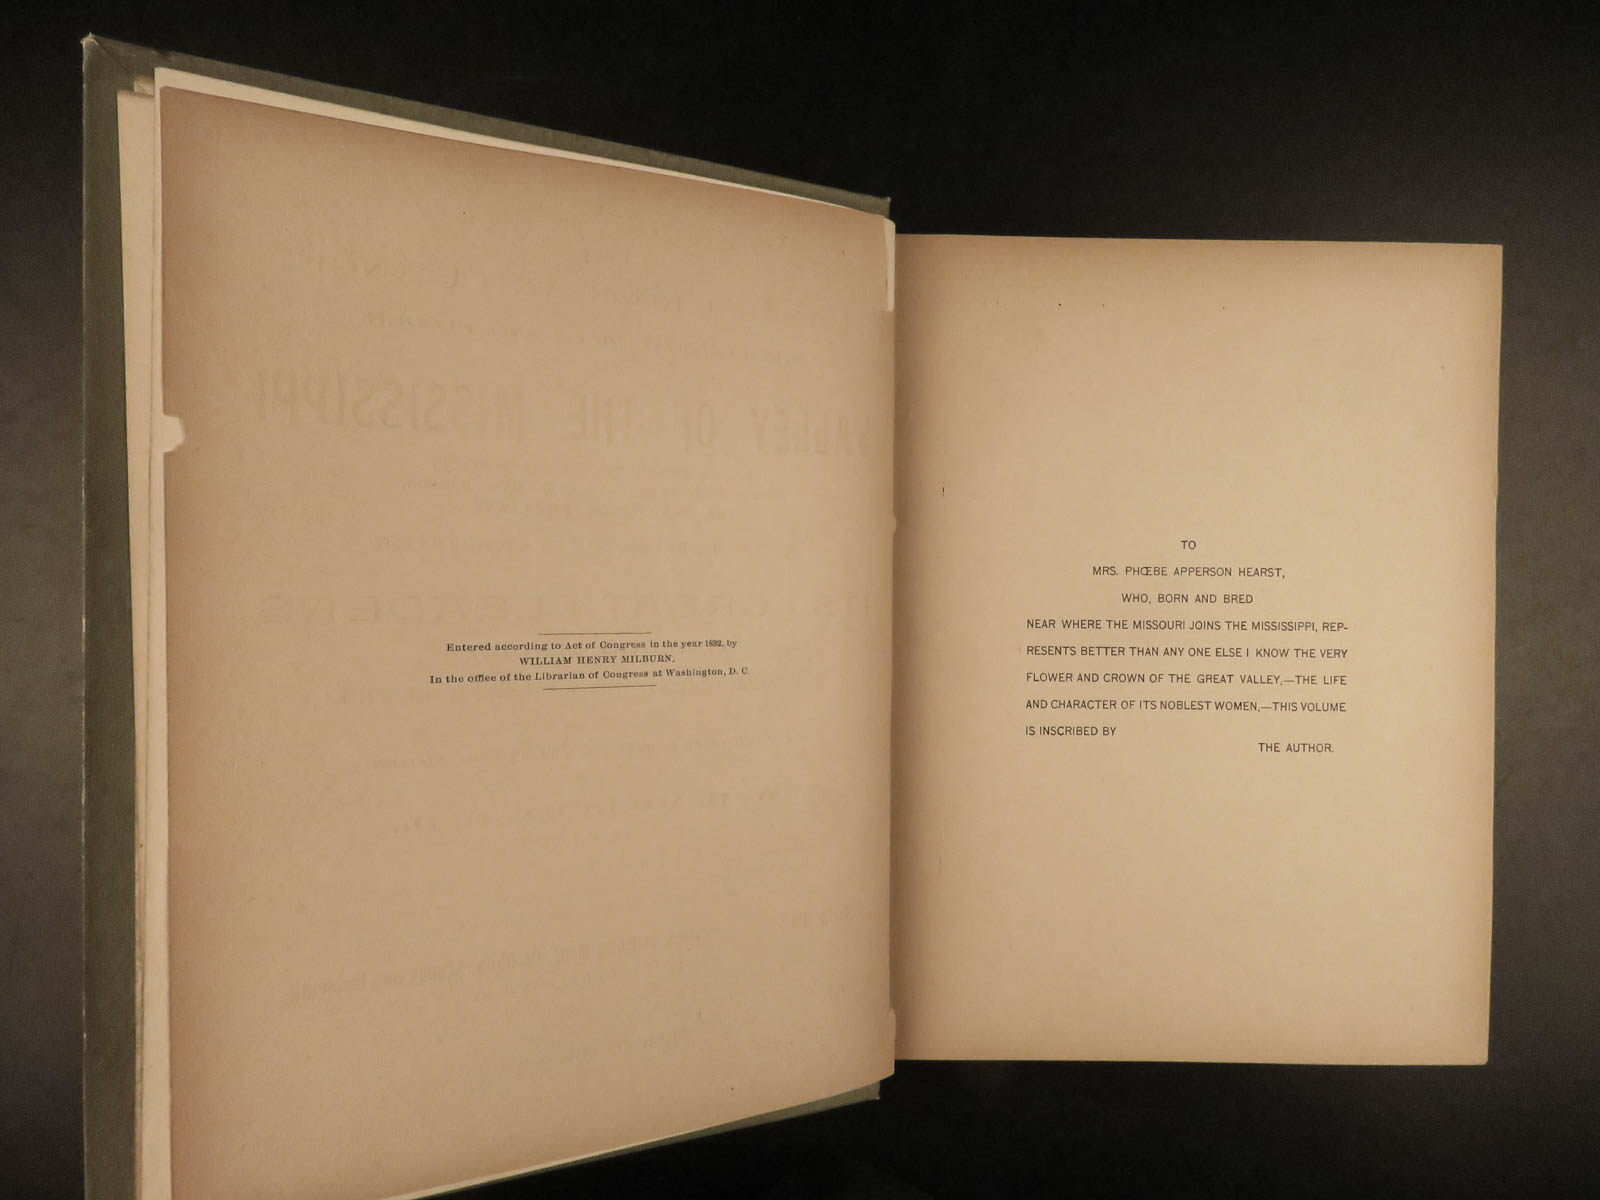 Entered according to Act of Congress in the year 1892, by
WILLIAM HENRY MILBURN,
In the office of the Librarian of Congress at Washington, D. C.
TO
MRS. PHŒBE APPERSON HEARST,
WHO, BORN AND BRED
NEAR WHERE THE MISSOURI JOINS THE MISSISSIPPI, REP-
RESENTS BETTER THAN ANY ONE ELSE I KNOW THE VERY
FLOWER AND CROWN OF THE GREAT VALLEY,—THE LIFE
AND CHARACTER OF ITS NOBLEST WOMEN,—THIS VOLUME
IS INSCRIBED BY
THE AUTHOR.